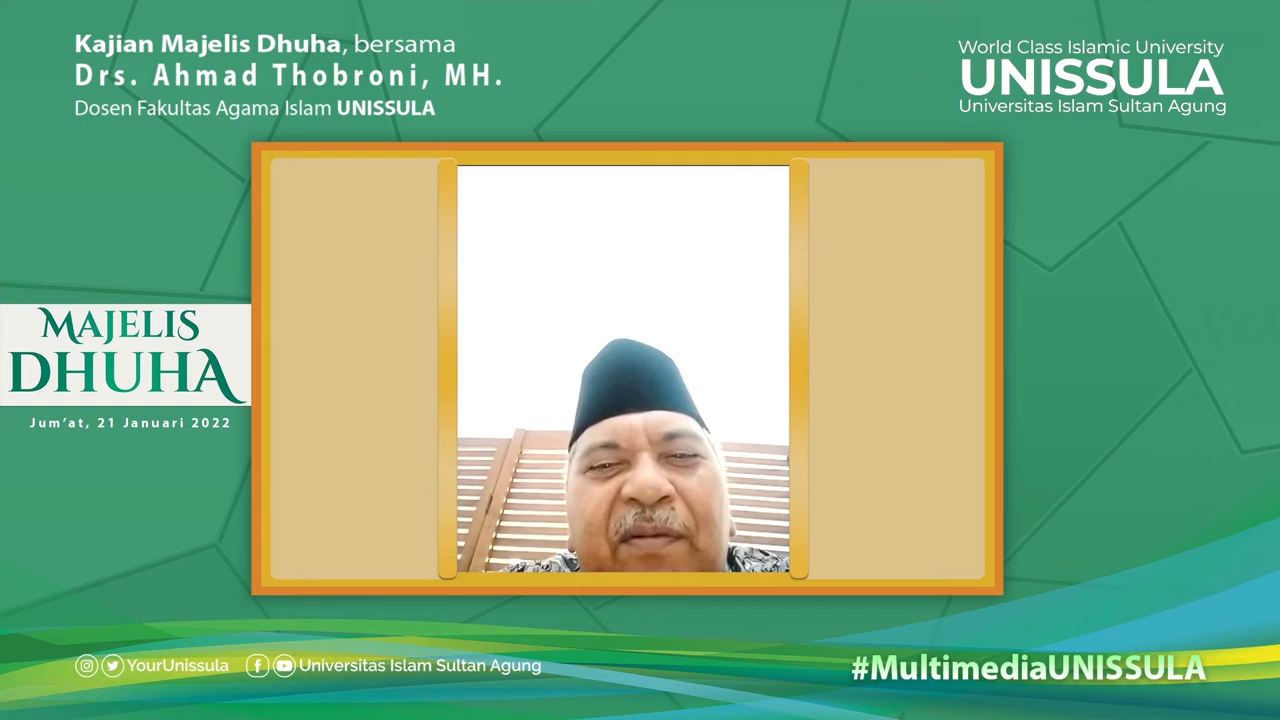 Kajian Majelis Dhuha, bersama
Drs. Ahmad Thobroni, MH.
Dosen Fakultas Agama Islam UNISSULA
World Class Islamic University
UNISSULA
Universitas Islam Sultan Agung
MAJELIS
DHUHA
Jum'at, 21 Januari 2022
YourUnissula
Universitas Islam Sultan Agung
#MultimediaUNISSULA